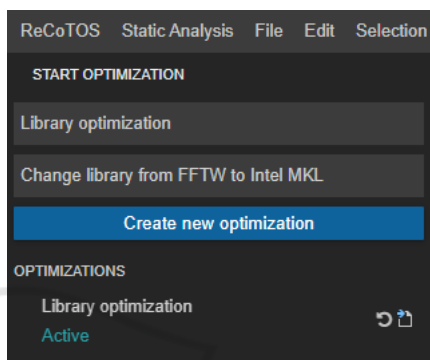 ReCoTOS Static Analysis File Edit Selection
START OPTIMIZATION
Library optimization
Change library from FFTW to Intel MKL
Create new optimization
OPTIMIZATIONS
Library optimization
Active